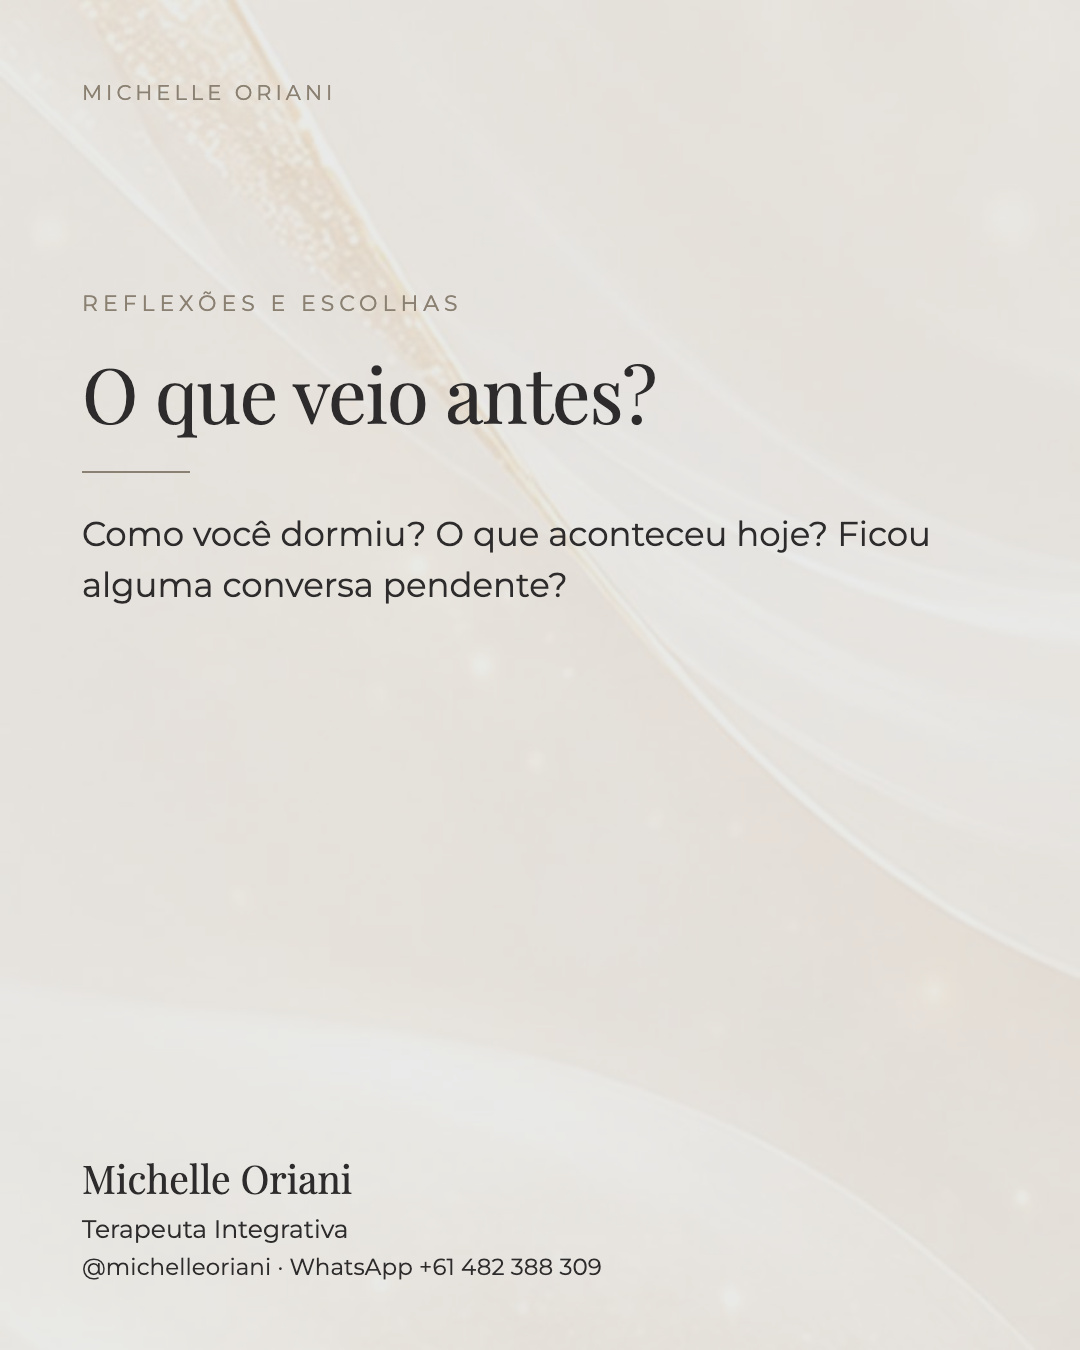 MICHELLE ORIANI
REFLEXÕES E ESCOLHAS
O que veio antes?
Como você dormiu? O que aconteceu hoje? Ficou
alguma conversa pendente?
Michelle Oriani
Terapeuta Integrativa
@michelleoriani · WhatsApp +61 482 388 309